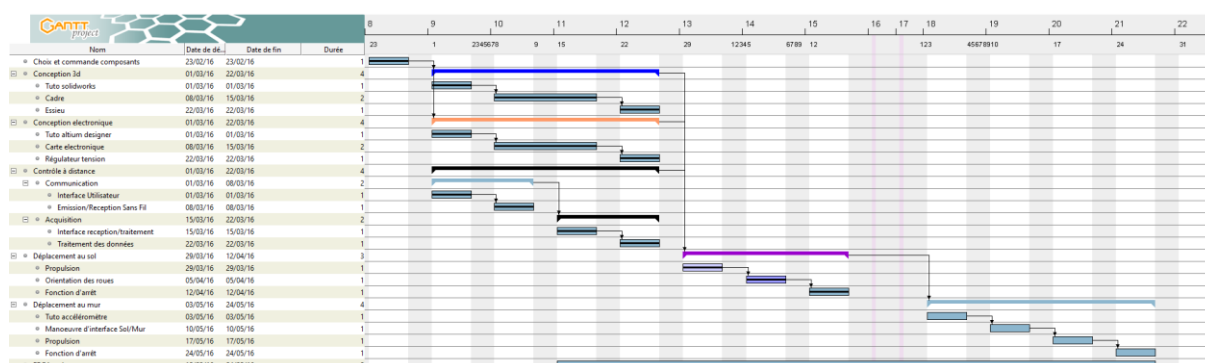 GANTT
project
8 9 10 11 12 13 14 15 16 17 18 19 20 21 22
Nom Date de dé... Date de fin Durée 23 1 2345678 9 15 22 29 12345 6789 12 123 45678910 17 24 31
Choix et commande composants 23/02/16 23/02/16 1
Conception 3d 01/03/16 22/03/16 4
Tuto solidworks 01/03/16 01/03/16 1
Cadre 08/03/16 15/03/16 2
Essieu 22/03/16 22/03/16 1
Conception electronique 01/03/16 22/03/16 4
Tuto altium designer 01/03/16 01/03/16 1
Carte electronique 08/03/16 15/03/16 2
Régulateur tension 22/03/16 22/03/16 1
Contrôle à distance 01/03/16 22/03/16 4
Communication 01/03/16 08/03/16 2
Interface Utilisateur 01/03/16 01/03/16 1
Emission/Reception Sans Fil 08/03/16 08/03/16 1
Acquisition 15/03/16 22/03/16 2
Interface reception/traitement 15/03/16 15/03/16 1
Traitement des données 22/03/16 22/03/16 1
Déplacement au sol 29/03/16 12/04/16 3
Propulsion 29/03/16 29/03/16 1
Orientation des roues 05/04/16 05/04/16 1
Fonction d'arrêt 12/04/16 12/04/16 1
Déplacement au mur 03/05/16 24/05/16 4
Tuto accéléromètre 03/05/16 03/05/16 1
Manoeuvre d'interface Sol/Mur 10/05/16 10/05/16 1
Propulsion 17/05/16 17/05/16 1
Fonction d'arrêt 24/05/16 24/05/16 1